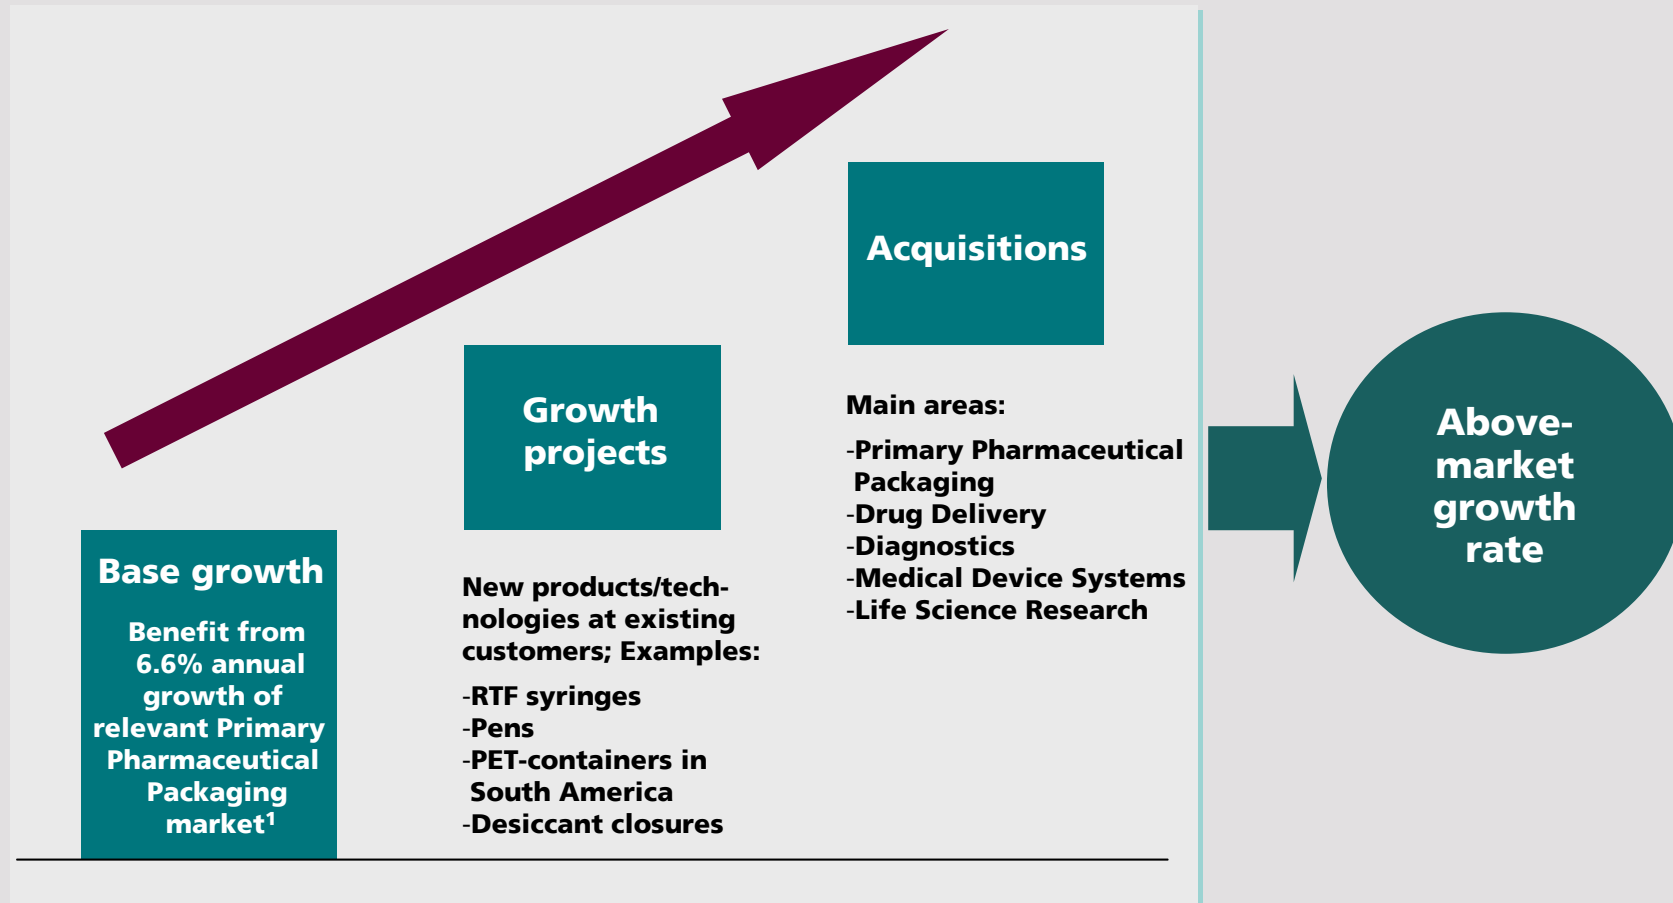 Base growth
Benefit from
6.6% annual
growth of
relevant Primary
Pharmaceutical
Packaging
market¹
Growth
projects
New products/tech-
nologies at existing
customers; Examples:
-RTF syringes
-Pens
-PET-containers in
South America
-Desiccant closures
Acquisitions
Main areas:
-Primary Pharmaceutical
Packaging
-Drug Delivery
-Diagnostics
-Medical Device Systems
-Life Science Research
Above-
market
growth
rate